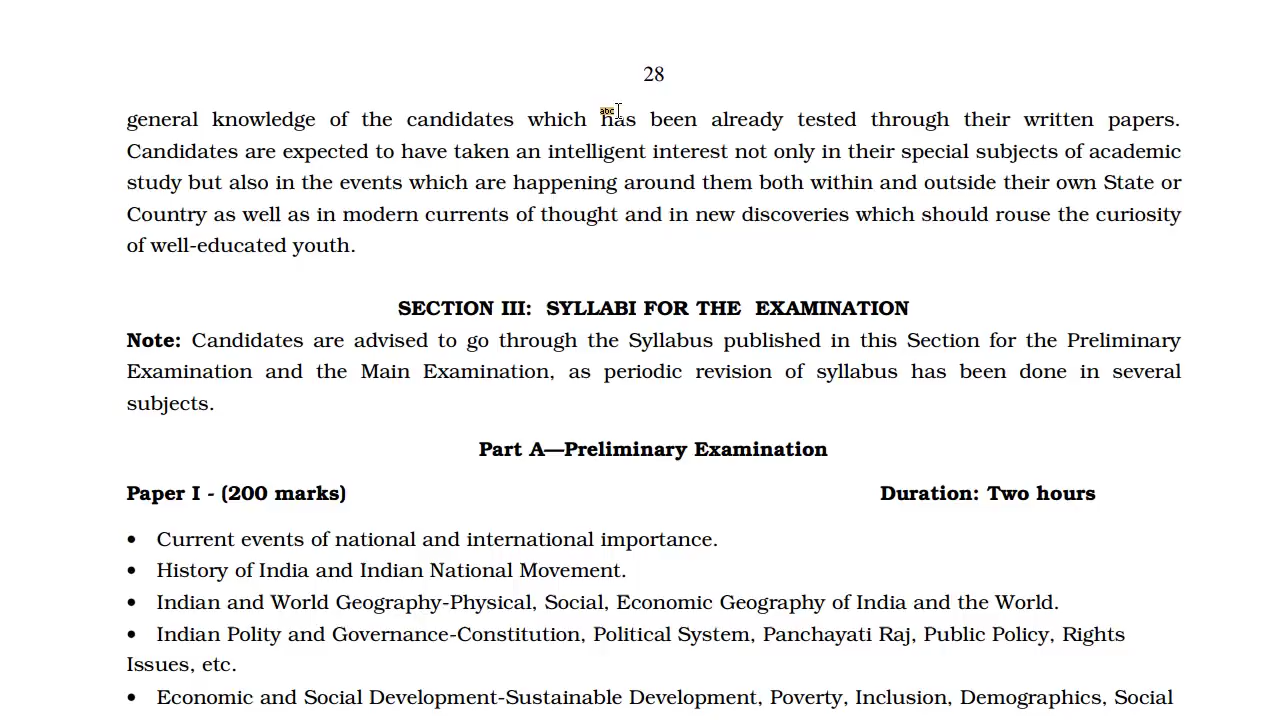 28
abc
general knowledge of the candidates which has been already tested through their written papers.
Candidates are expected to have taken an intelligent interest not only in their special subjects of academic
study but also in the events which are happening around them both within and outside their own State or
Country as well as in modern currents of thought and in new discoveries which should rouse the curiosity
of well-educated youth.
SECTION III: SYLLABI FOR THE EXAMINATION
Note: Candidates are advised to go through the Syllabus published in this Section for the Preliminary
Examination and the Main Examination, as periodic revision of syllabus has been done in several
subjects.
Part A—Preliminary Examination
Paper I - (200 marks) Duration: Two hours
• Current events of national and international importance.
• History of India and Indian National Movement.
• Indian and World Geography-Physical, Social, Economic Geography of India and the World.
• Indian Polity and Governance-Constitution, Political System, Panchayati Raj, Public Policy, Rights
Issues, etc.
• Economic and Social Development-Sustainable Development, Poverty, Inclusion, Demographics, Social